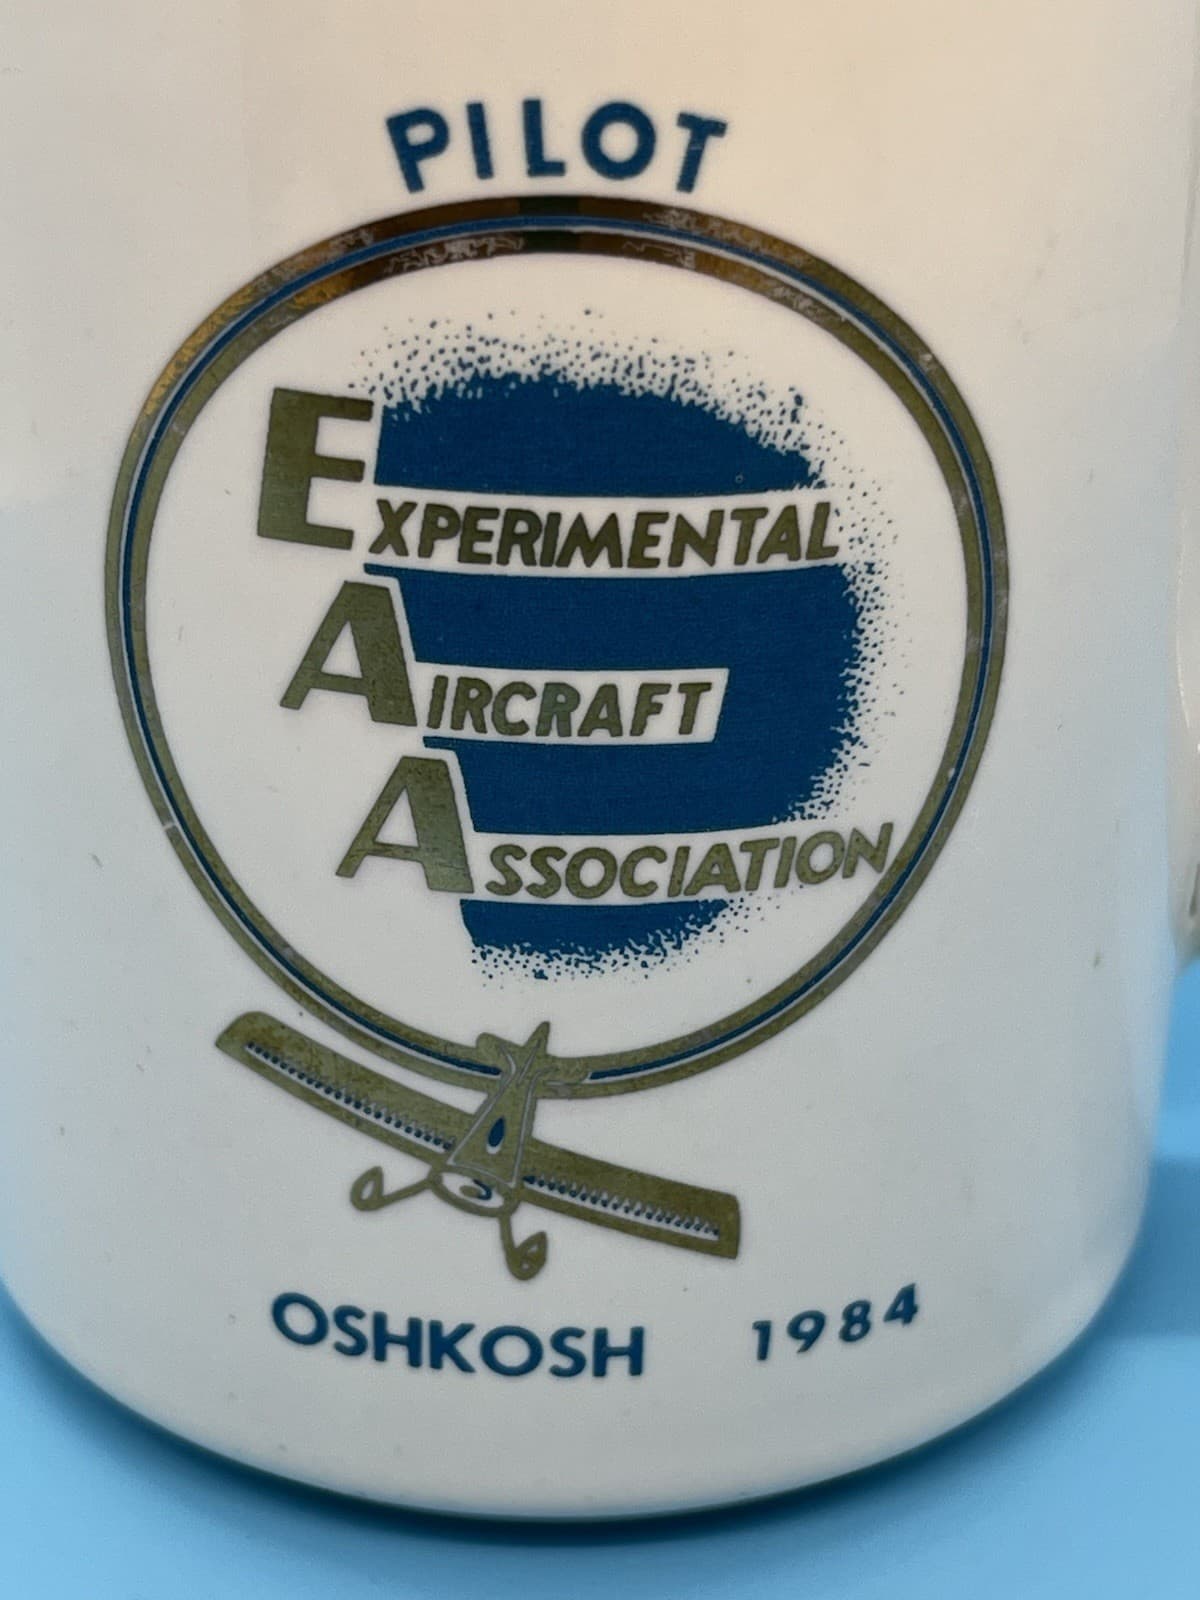 PILOT
EXPERIMENTAL
AIRCRAFT
ASSOCIATION
OSHKOSH 1984